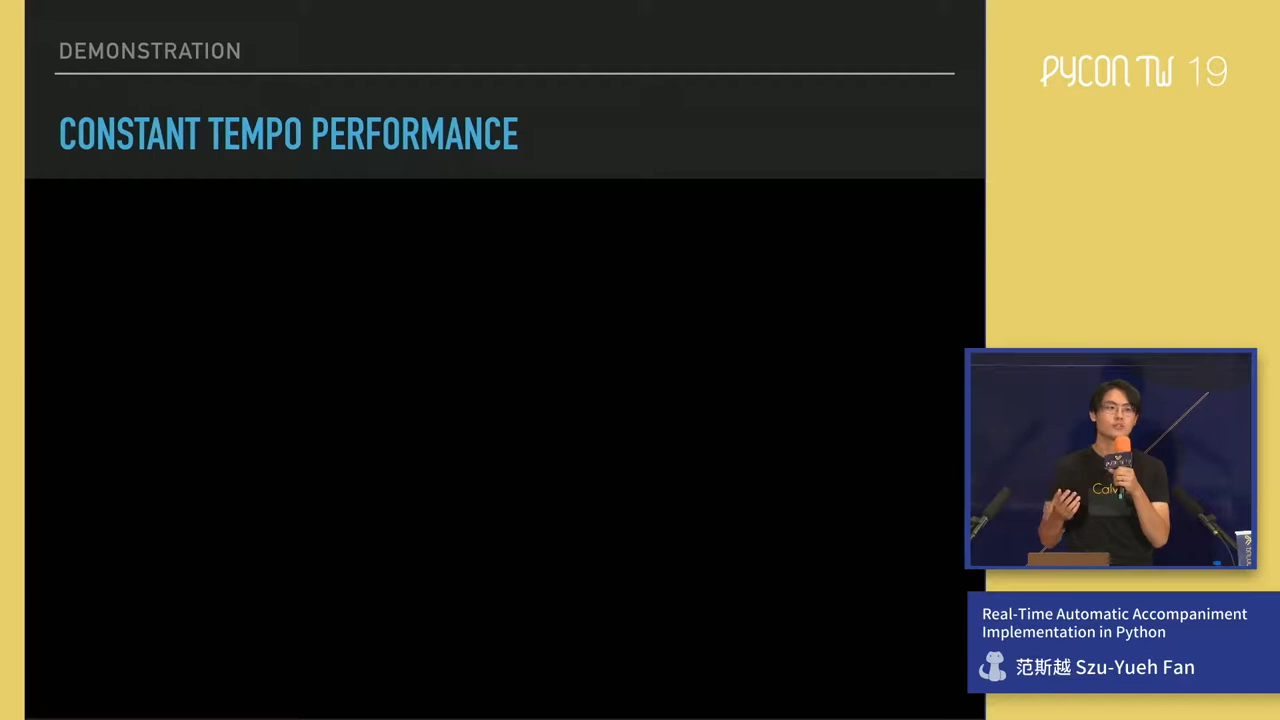 DEMONSTRATION
CONSTANT TEMPO PERFORMANCE
PYCON TW 19
Real-Time Automatic Accompaniment
Implementation in Python
范斯越 Szu-Yueh Fan